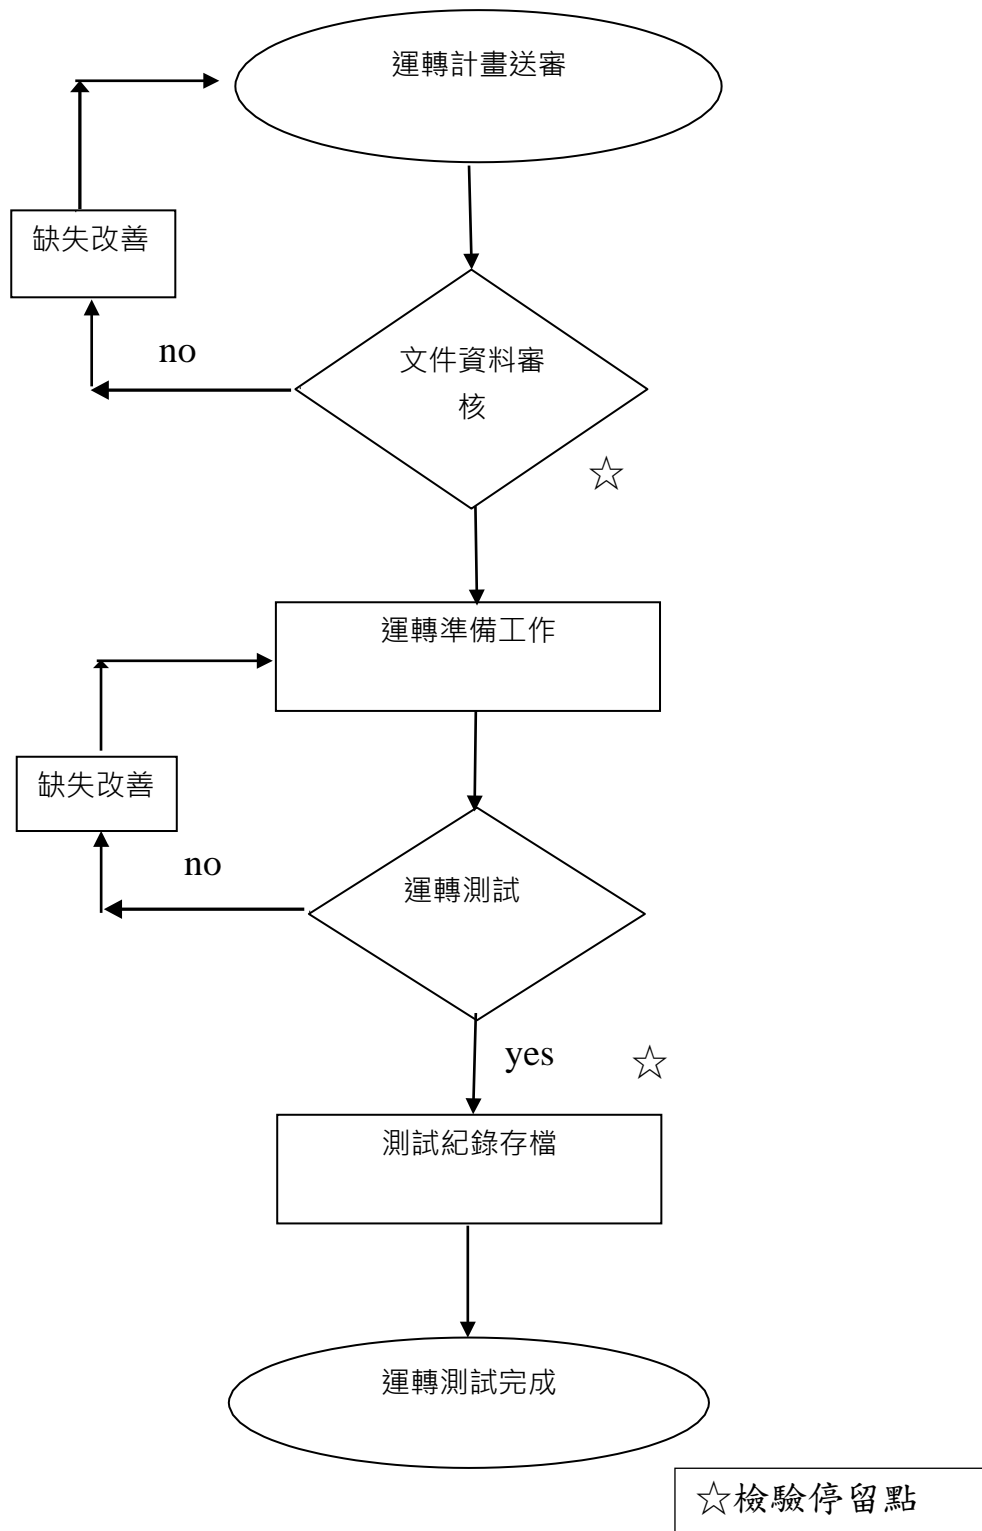 運轉計畫送審
缺失改善
no
文件資料審
核
☆
運轉準備工作
缺失改善
no
運轉測試
yes
☆
測試紀錄存檔
運轉測試完成
☆檢驗停留點